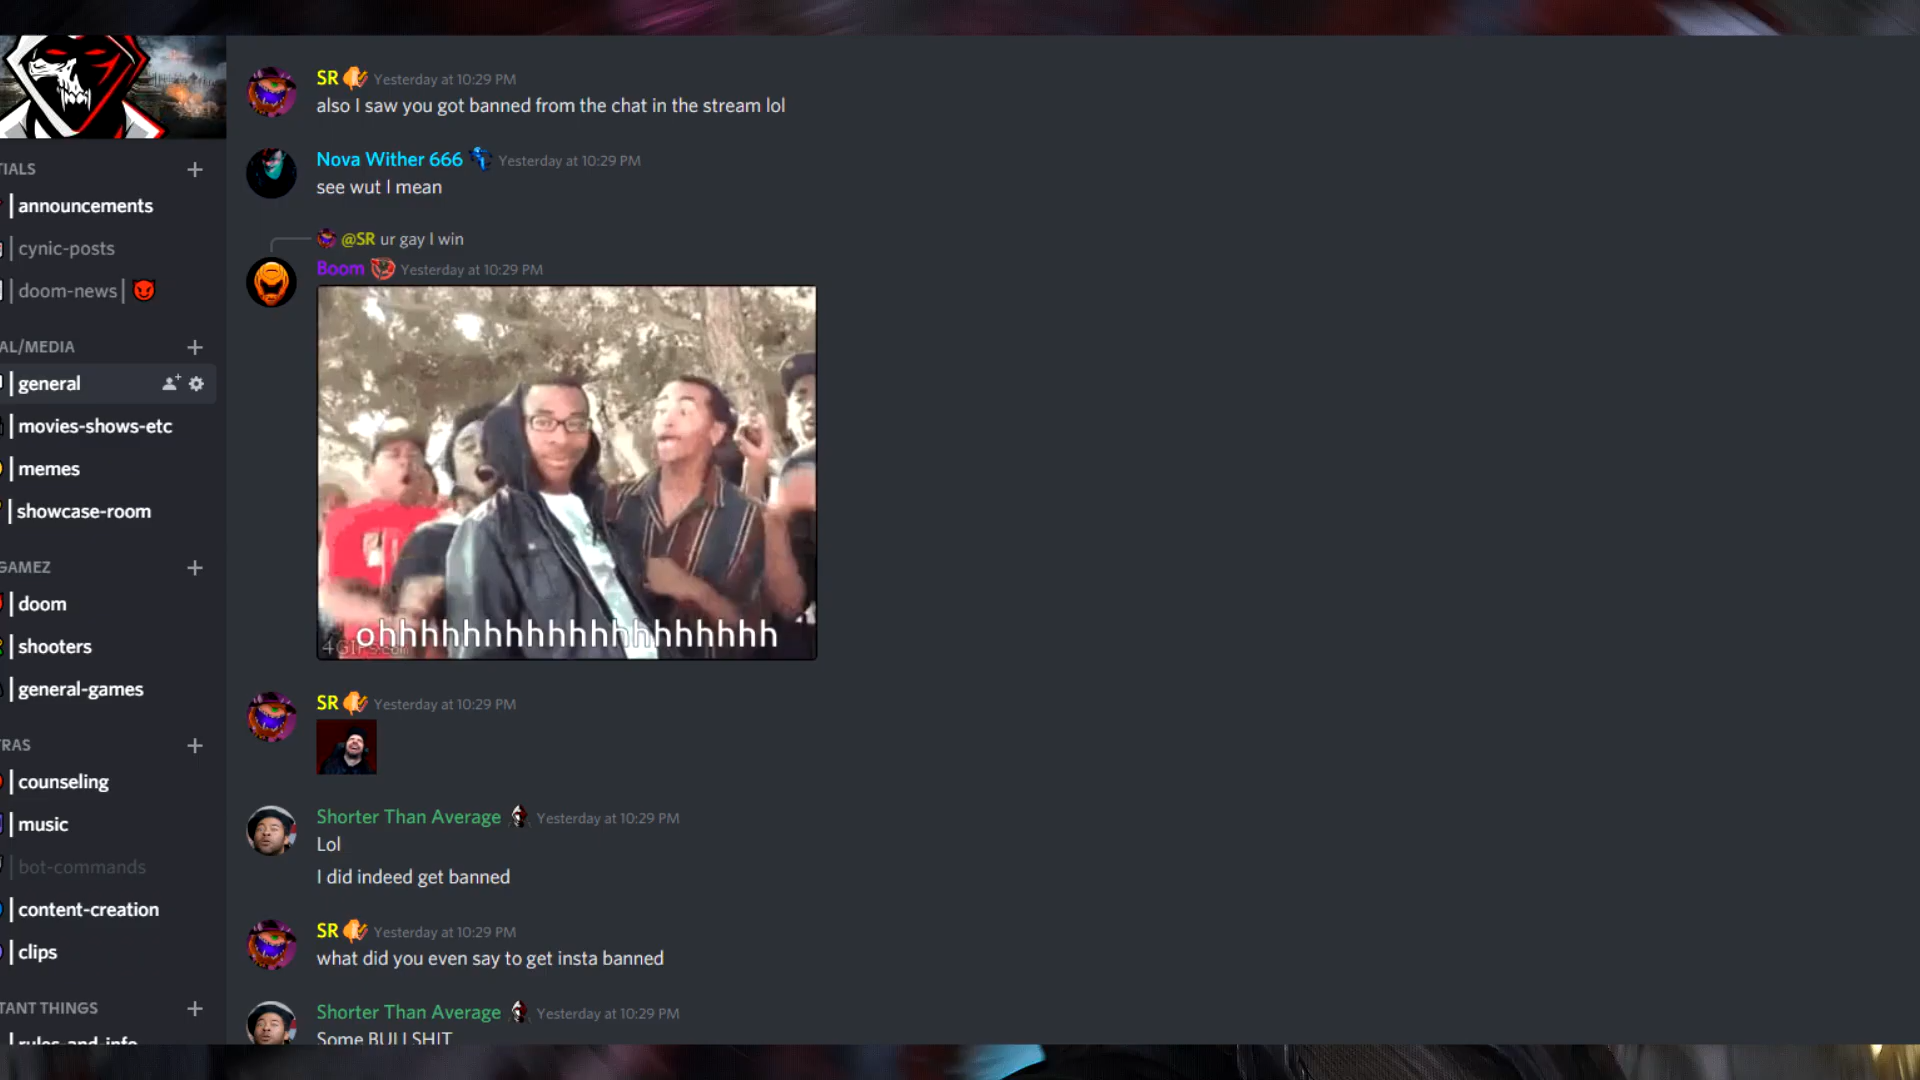 TIALS
announcements
cynic-posts
doom-news
AL/MEDIA
general
movies-shows-etc
memes
showcase-room
GAMEZ
doom
shooters
general-games
TRAS
counseling
music
bot-commands
content-creation
clips
TANT THINGS
rules-and-info
SR Yesterday at 10:29 PM
also I saw you got banned from the chat in the stream lol
Nova Wither 666 Yesterday at 10:29 PM
see wut I mean
@SR ur gay I win
Boom Yesterday at 10:29 PM
ohhhhhhhhhhhhhhhhhhh
4GIFs.com
SR Yesterday at 10:29 PM
Shorter Than Average Yesterday at 10:29 PM
Lol
I did indeed get banned
SR Yesterday at 10:29 PM
what did you even say to get insta banned
Shorter Than Average Yesterday at 10:29 PM
Some BULLSHIT